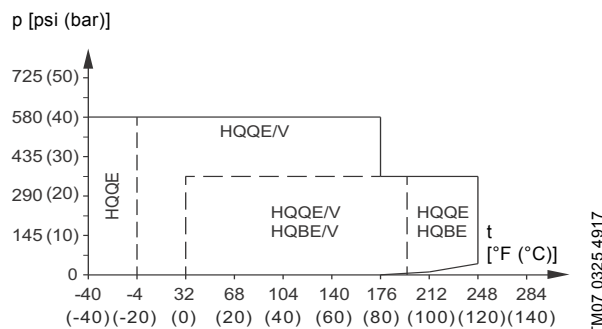 p [psi (bar)]
725 (50)
580 (40)
435 (30)
290 (20)
145 (10)
0
HQQE
HQQE/V
HQQE/V
HQBE/V
HQQE
HQBE
t
[°F (°C)]
-40 -4 32 68 104 140 176 212 248 284
(-40) (-20) (0) (20) (40) (60) (80) (100) (120) (140)
TM07 0325 4917